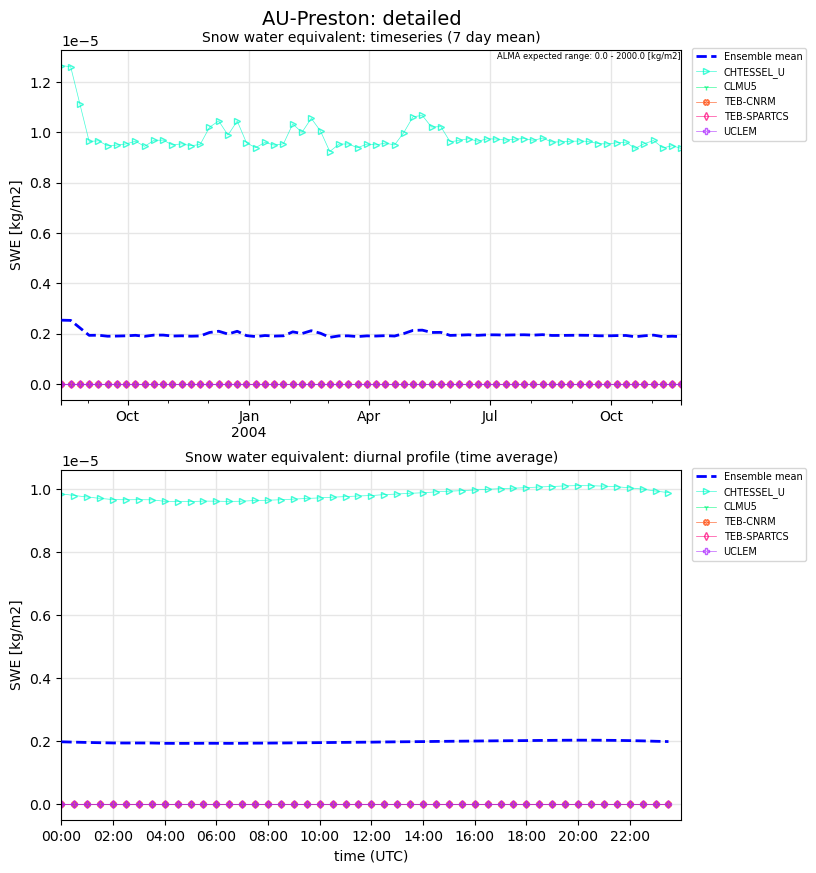 AU-Preston: detailed
Snow water equivalent: timeseries (7 day mean)
1e−5
ALMA expected range: 0.0 - 2000.0 [kg/m2]
Ensemble mean
CHTESSEL_U
CLMU5
TEB-CNRM
TEB-SPARTCS
UCLEM
SWE [kg/m2]
1.2
1.0
0.8
0.6
0.4
0.2
0.0
Oct
Jan
2004
Apr
Jul
Oct
Snow water equivalent: diurnal profile (time average)
1e−5
Ensemble mean
CHTESSEL_U
CLMU5
TEB-CNRM
TEB-SPARTCS
UCLEM
SWE [kg/m2]
1.0
0.8
0.6
0.4
0.2
0.0
00:00 02:00 04:00 06:00 08:00 10:00 12:00 14:00 16:00 18:00 20:00 22:00
time (UTC)